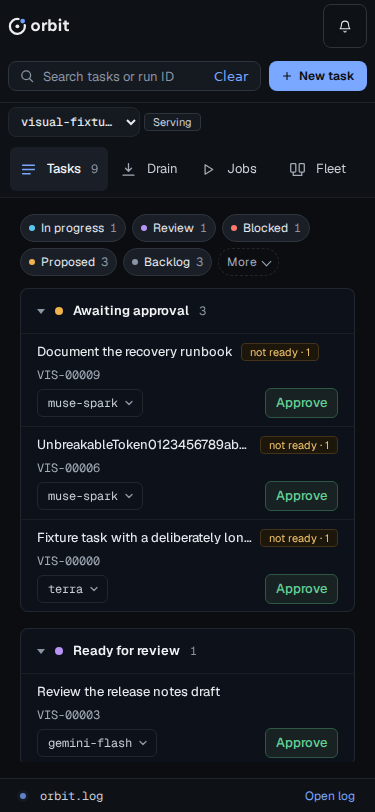 orbit
Search tasks or run ID Clear + New task
visual-fixtu… Serving
Tasks 9 Drain Jobs Fleet
In progress 1 Review 1 Blocked 1
Proposed 3 Backlog 3 More
Awaiting approval 3
Document the recovery runbook not ready · 1
VIS-00009
muse-spark Approve
UnbreakableToken0123456789ab… not ready · 1
VIS-00006
muse-spark Approve
Fixture task with a deliberately lon… not ready · 1
VIS-00000
terra Approve
Ready for review 1
Review the release notes draft
VIS-00003
gemini-flash Approve
orbit.log Open log